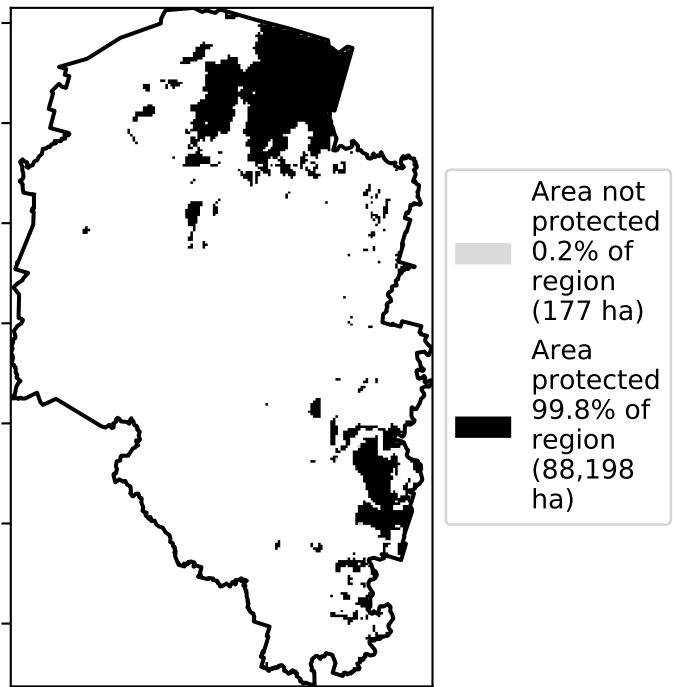 Area not
protected
0.2% of
region
(177 ha)
Area
protected
99.8% of
region
(88,198
ha)